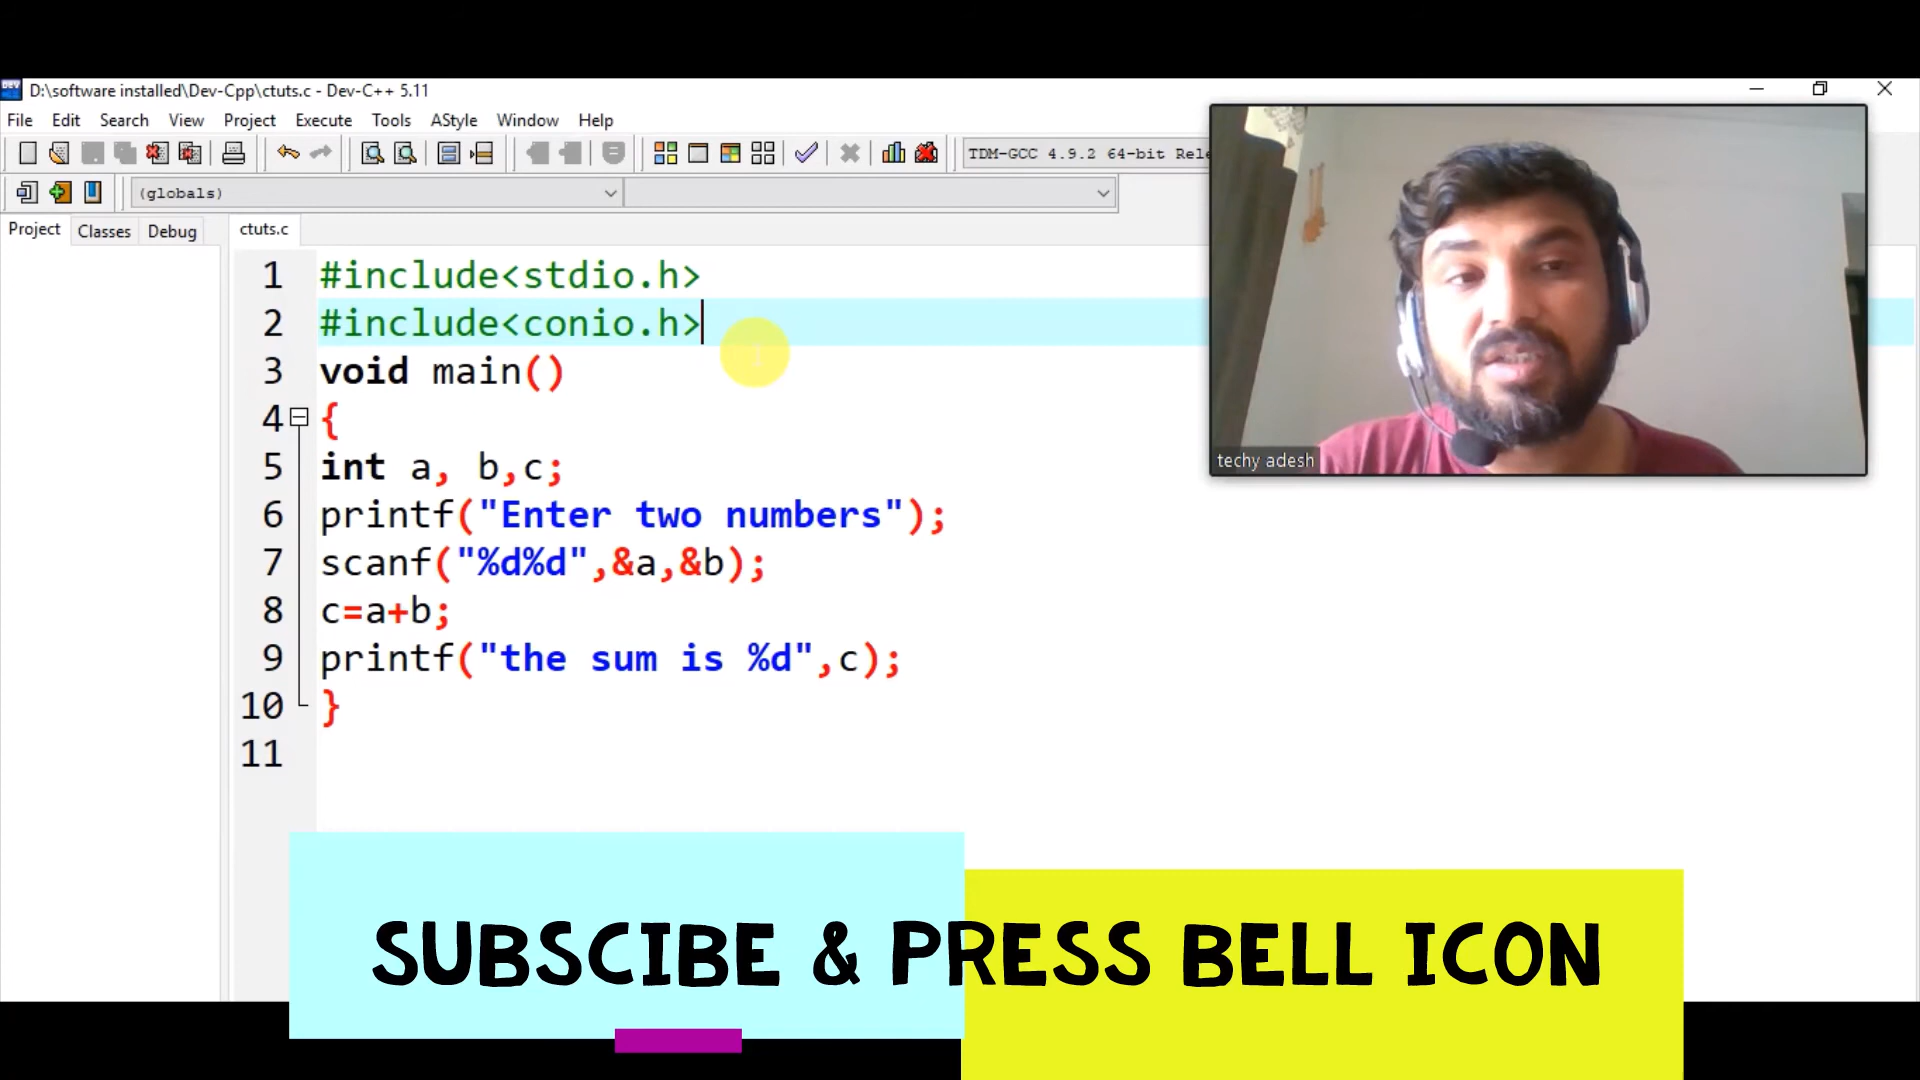 D:\software installed\Dev-Cpp\ctuts.c - Dev-C++ 5.11
File Edit Search View Project Execute Tools AStyle Window Help
TDM-GCC 4.9.2 64-bit Rele
(globals)
Project Classes Debug ctuts.c
1 #include<stdio.h>
2 #include<conio.h>
3 void main()
4 {
5 int a, b,c;
6 printf("Enter two numbers");
7 scanf("%d%d",&a,&b);
8 c=a+b;
9 printf("the sum is %d",c);
10 }
11
techy adesh
SUBSCIBE & PRESS BELL ICON